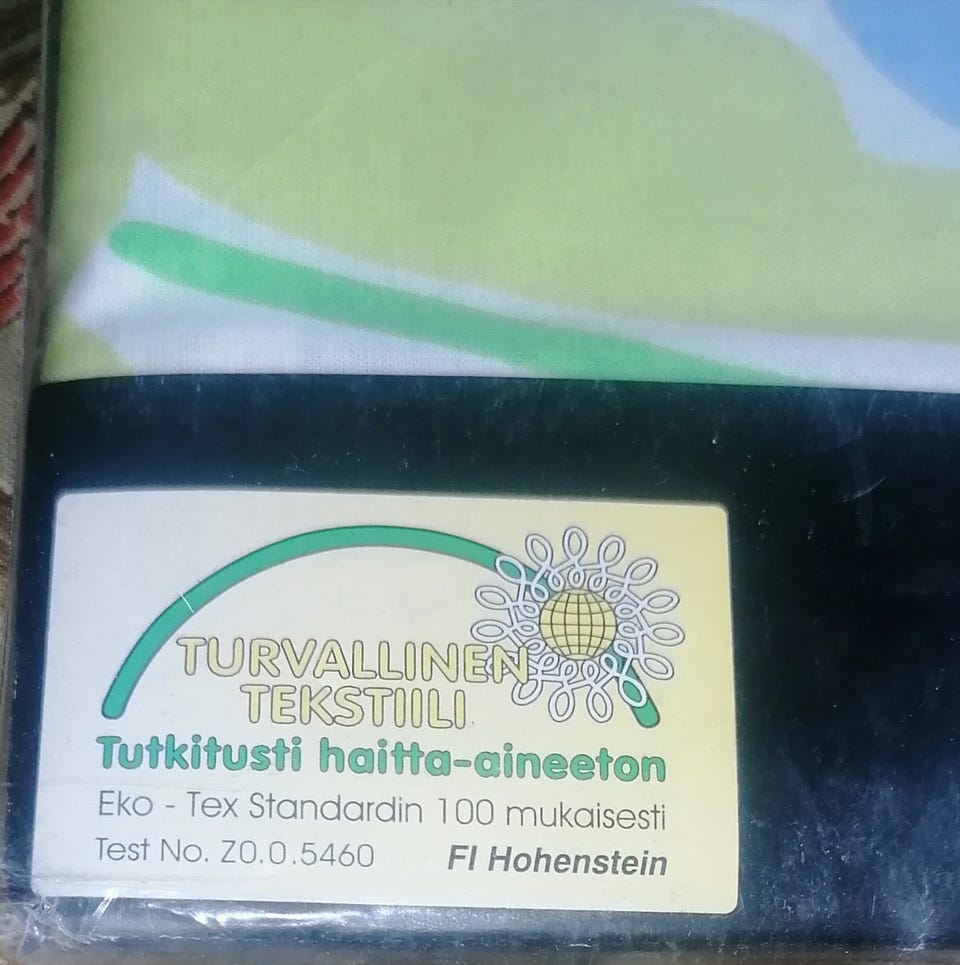 TURVALLINEN
TEKSTIILI
Tutkitusti haitta-aineeton
Eko - Tex Standardin 100 mukaisesti
Test No. Z0.0.5460 FI Hohenstein